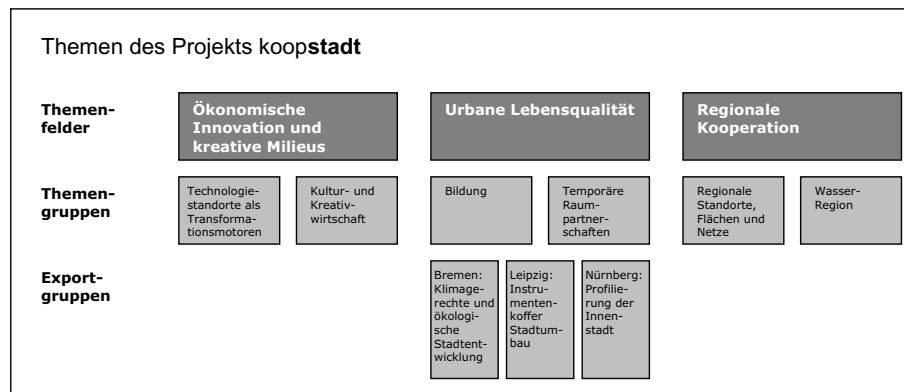 Themen des Projekts koopstadt
Themen-
felder
Ökonomische
Innovation und
kreative Milieus
Urbane Lebensqualität
Regionale
Kooperation
Themen-
gruppen
Technologie-
standorte als
Transforma-
tionsmotoren
Kultur- und
Kreativ-
wirtschaft
Bildung
Temporäre
Raum-
partner-
schaften
Regionale
Standorte,
Flächen und
Netze
Wasser-
Region
Export-
gruppen
Bremen:
Klimage-
rechte und
ökologi-
sche
Stadtent-
wicklung
Leipzig:
Instru-
menten-
koffer
Stadtum-
bau
Nürnberg:
Profilie-
rung der
Innen-
stadt